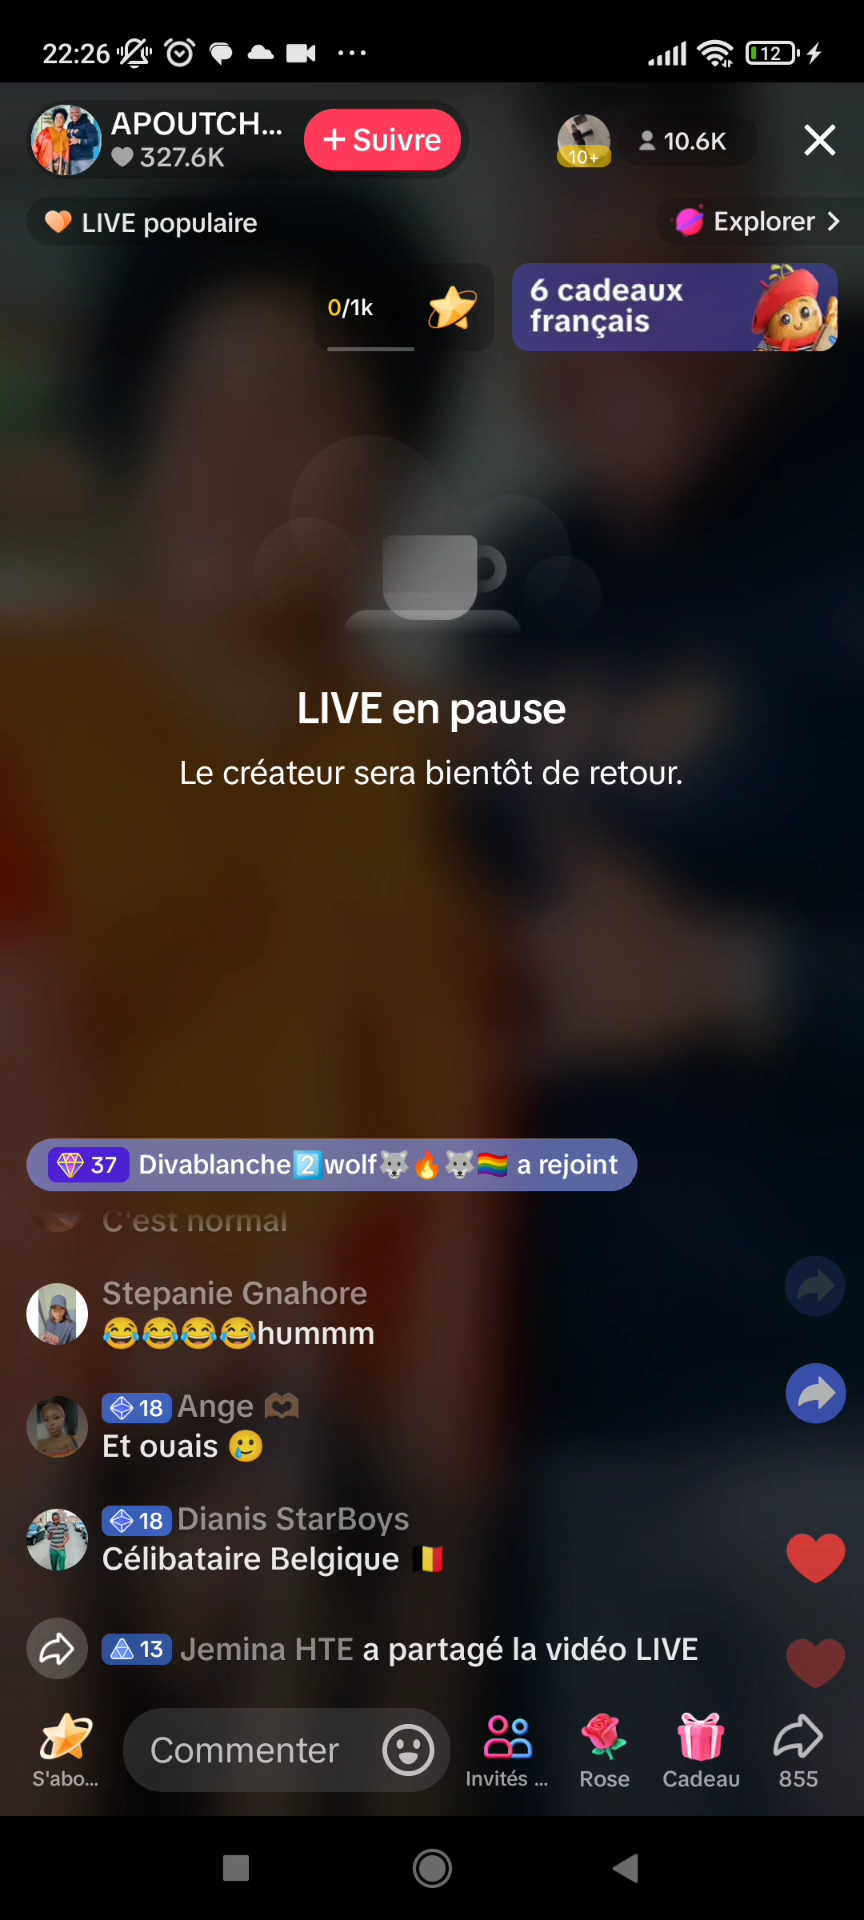 22:26
12
APOUTCH...
327.6K
+ Suivre
10+
10.6K
LIVE populaire
Explorer
0/1k
6 cadeaux
français
LIVE en pause
Le créateur sera bientôt de retour.
37 Divablanche2️⃣wolf🐺🔥🐺🏳️‍🌈 a rejoint
C'est normal
Stepanie Gnahore
😂😂😂😂hummm
18 Ange 🫶🏾
Et ouais 🥲
18 Dianis StarBoys
Célibataire Belgique 🇧🇪
13 Jemina HTE a partagé la vidéo LIVE
S'abo...
Commenter
Invités ...
Rose
Cadeau
855